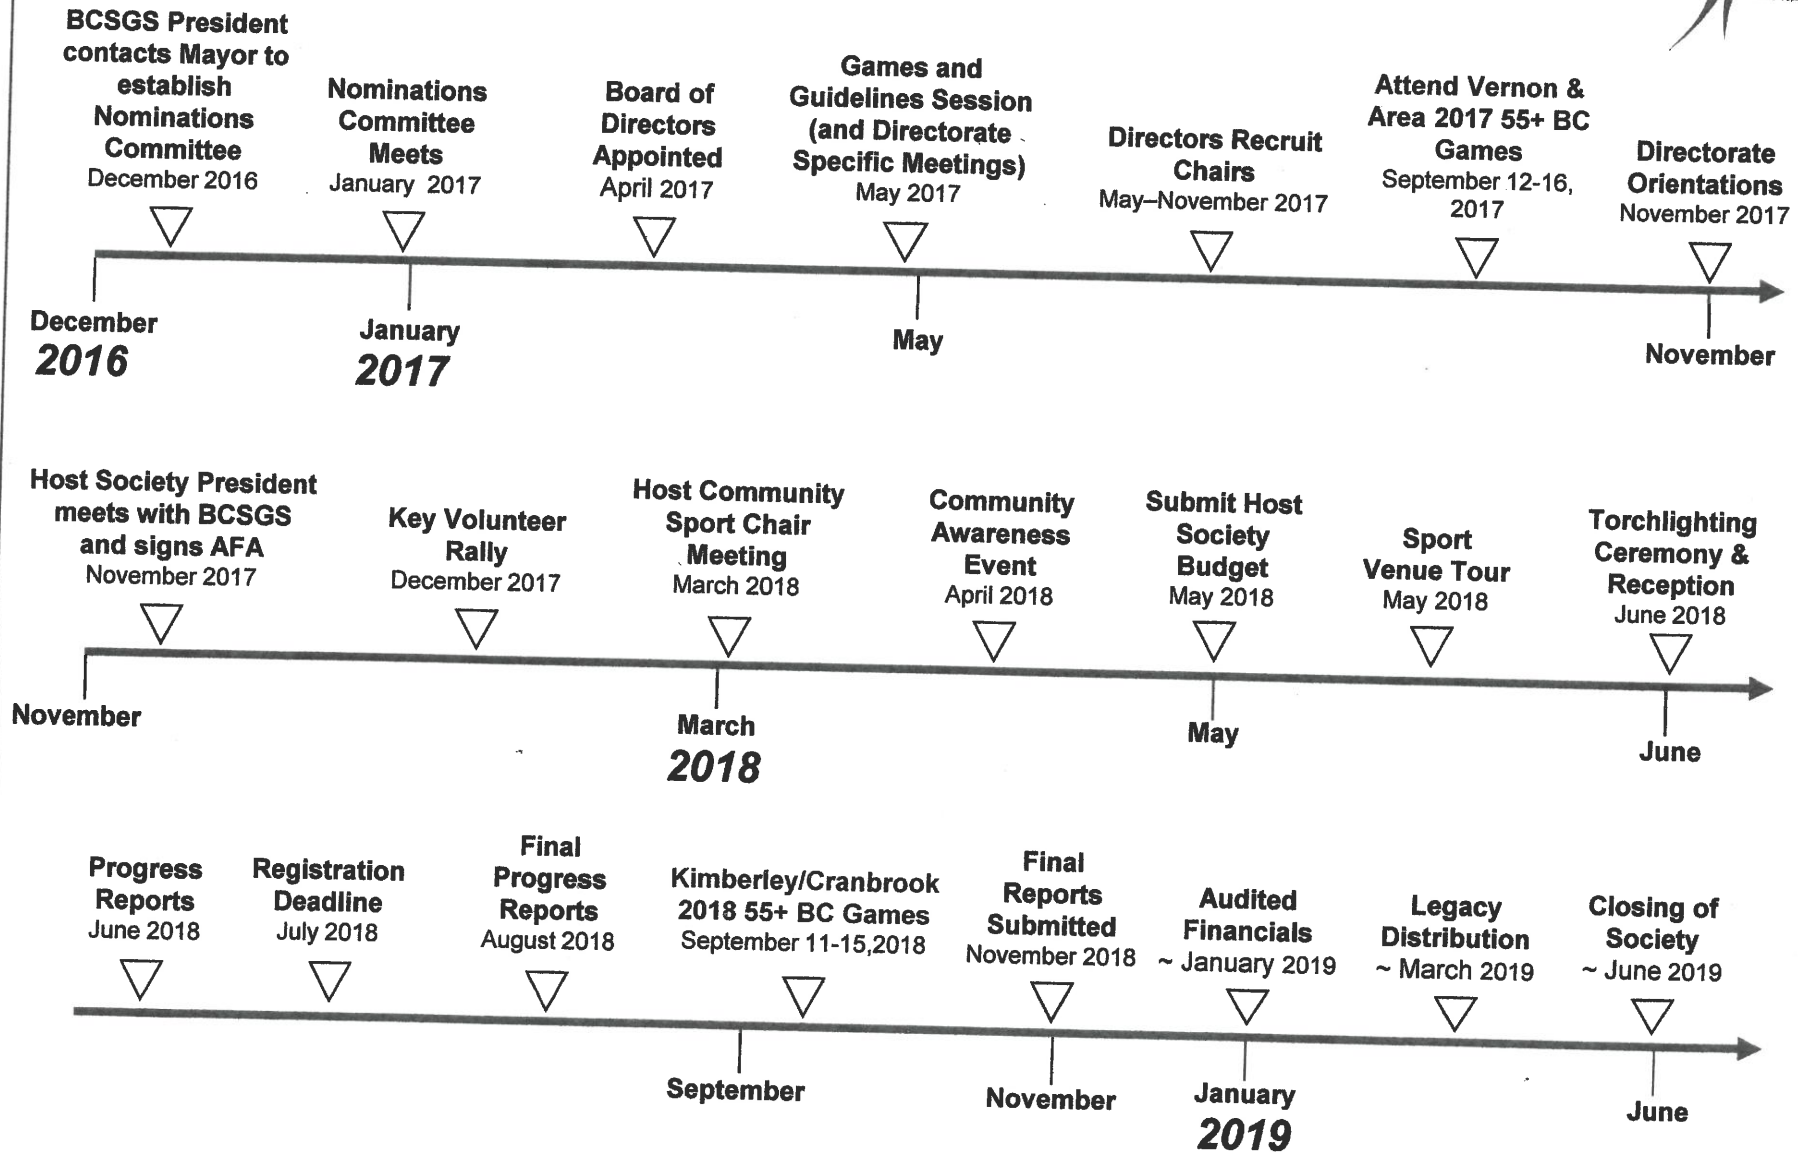 BCSGS President
contacts Mayor to
establish
Nominations
Committee
December 2016
Nominations
Committee
Meets
January 2017
Board of
Directors
Appointed
April 2017
Games and
Guidelines Session
(and Directorate
Specific Meetings)
May 2017
Directors Recruit
Chairs
May–November 2017
Attend Vernon &
Area 2017 55+ BC
Games
September 12-16,
2017
Directorate
Orientations
November 2017
December
2016
January
2017
May
November
Host Society President
meets with BCSGS
and signs AFA
November 2017
Key Volunteer
Rally
December 2017
Host Community
Sport Chair
Meeting
March 2018
Community
Awareness
Event
April 2018
Submit Host
Society
Budget
May 2018
Sport
Venue Tour
May 2018
Torchlighting
Ceremony &
Reception
June 2018
November
March
2018
May
June
Progress
Reports
June 2018
Registration
Deadline
July 2018
Final
Progress
Reports
August 2018
Kimberley/Cranbrook
2018 55+ BC Games
September 11-15,2018
Final
Reports
Submitted
November 2018
Audited
Financials
~ January 2019
Legacy
Distribution
~ March 2019
Closing of
Society
~ June 2019
September
November
January
2019
June